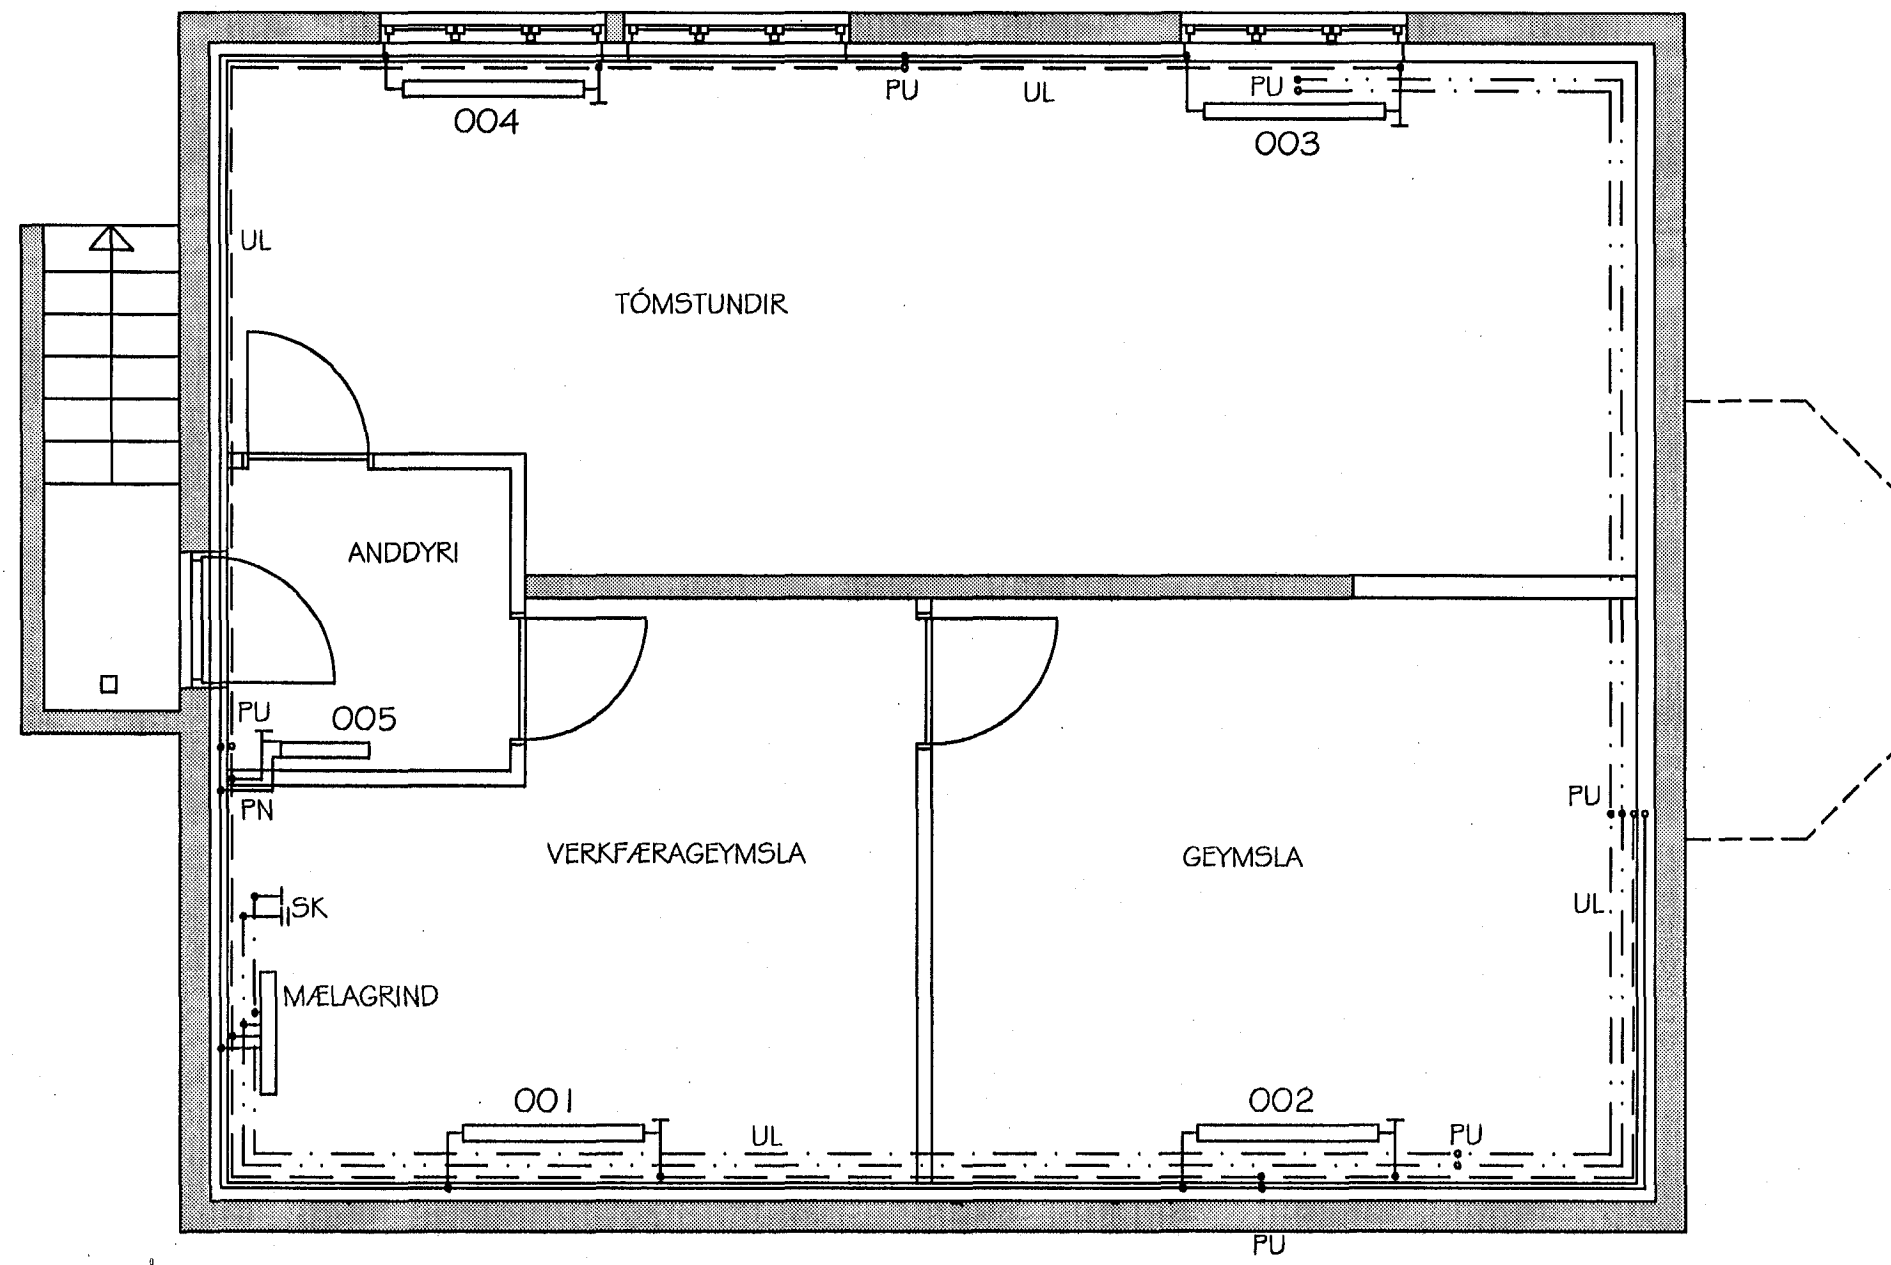 PU
UL
PU
004
003
UL
TÓMSTUNDIR
ANDDYRI
PU
005
PN
PU
VERKFÆRAGEYMSLA
GEYMSLA
SK
UL
MÆLAGRIND
001
002
UL
PU
PU